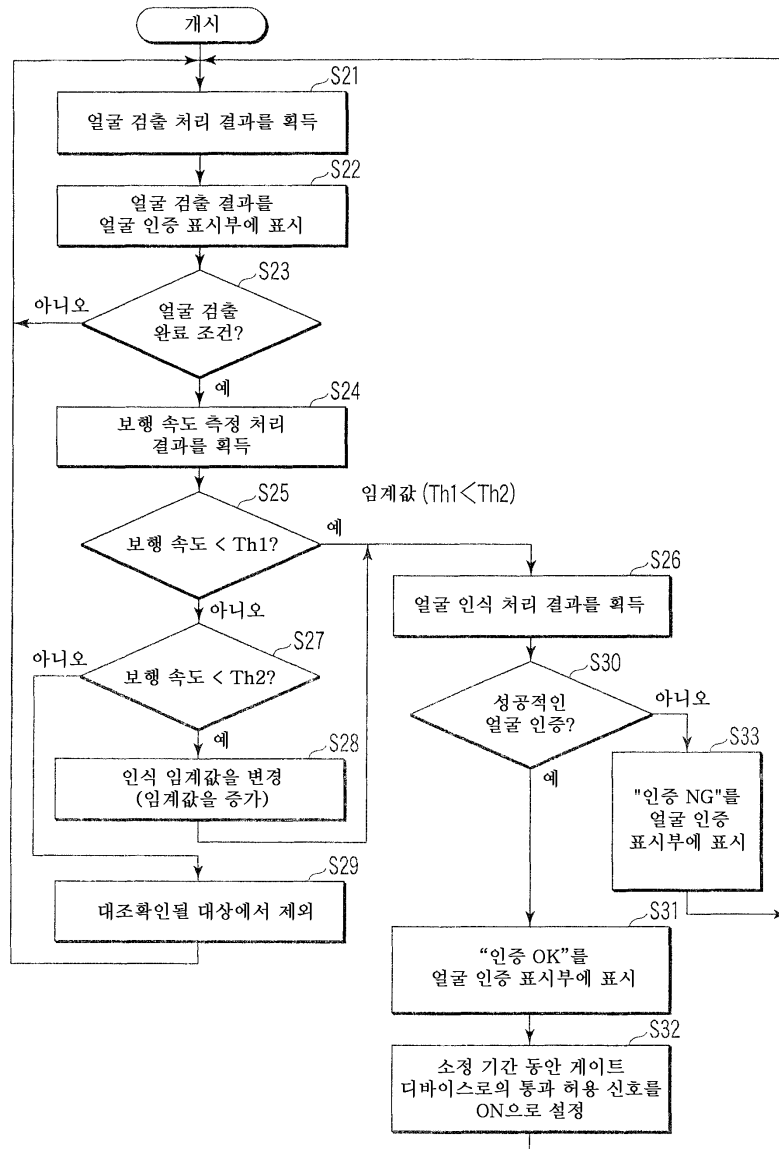 개시
S21
얼굴 검출 처리 결과를 획득
S22
얼굴 검출 결과를
얼굴 인증 표시부에 표시
S23
얼굴 검출
완료 조건?
아니오
예
S24
보행 속도 측정 처리
결과를 획득
S25
보행 속도 < Th1?
예
임계값 (Th1<Th2)
아니오
S26
얼굴 인식 처리 결과를 획득
S27
보행 속도 < Th2?
아니오
예
S28
인식 임계값을 변경
(임계값을 증가)
S29
대조확인될 대상에서 제외
S30
성공적인
얼굴 인증?
아니오
예
S33
"인증 NG"를
얼굴 인증
표시부에 표시
S31
“인증 OK”를
얼굴 인증 표시부에 표시
S32
소정 기간 동안 게이트
디바이스로의 통과 허용 신호를
ON으로 설정